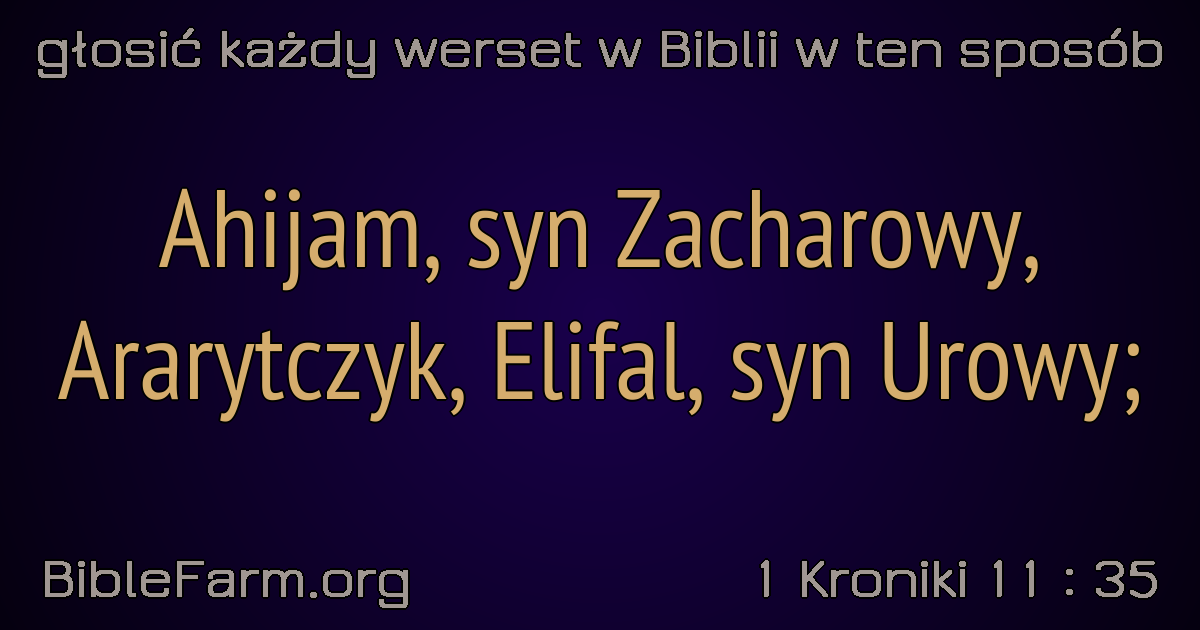 głosić każdy werset w Biblii w ten sposób
Ahijam, syn Zacharowy,
Ararytczyk, Elifal, syn Urowy;
BibleFarm.org
1 Kroniki 11 : 35